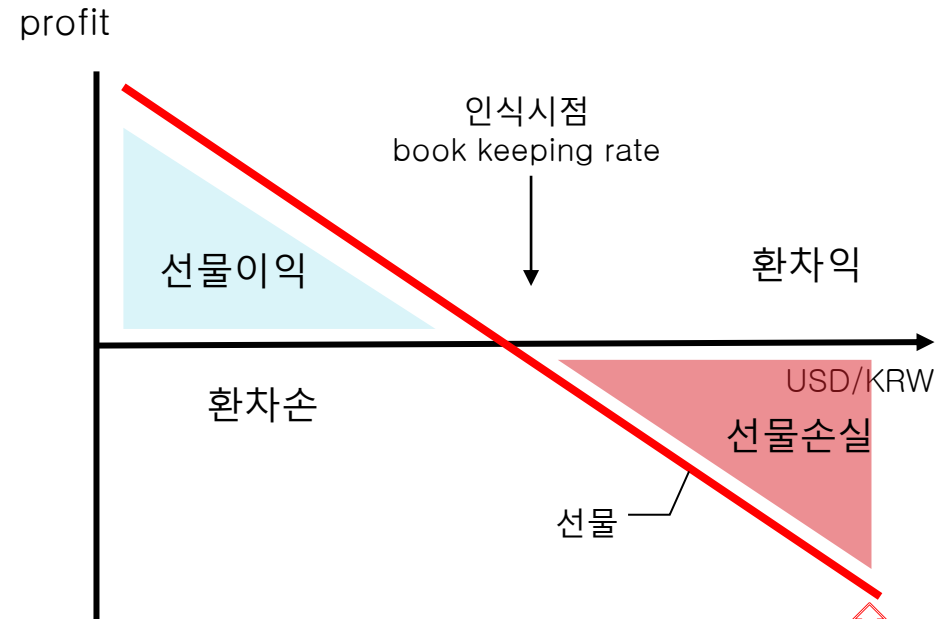 profit
인식시점
book keeping rate
선물이익
환차익
USD/KRW
환차손
선물손실
선물